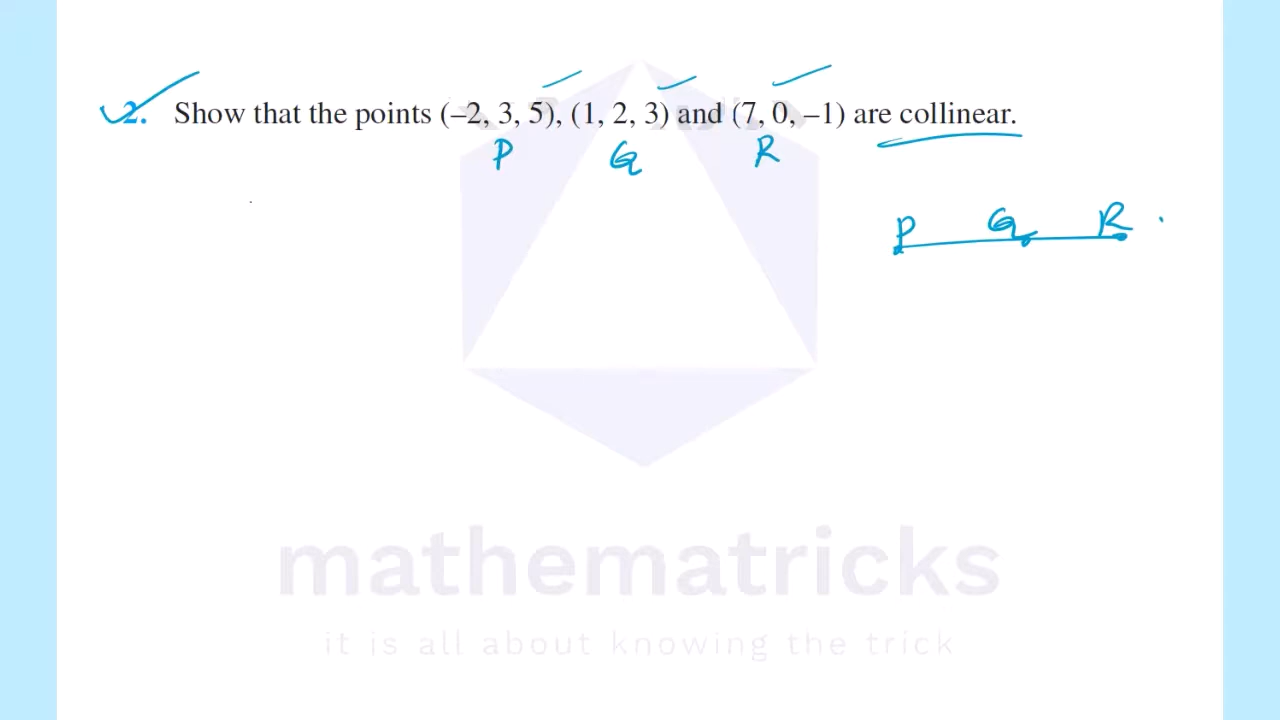 2. Show that the points (–2, 3, 5), (1, 2, 3) and (7, 0, –1) are collinear.
P Q R
P Q R
mathematricks
it is all about knowing the trick